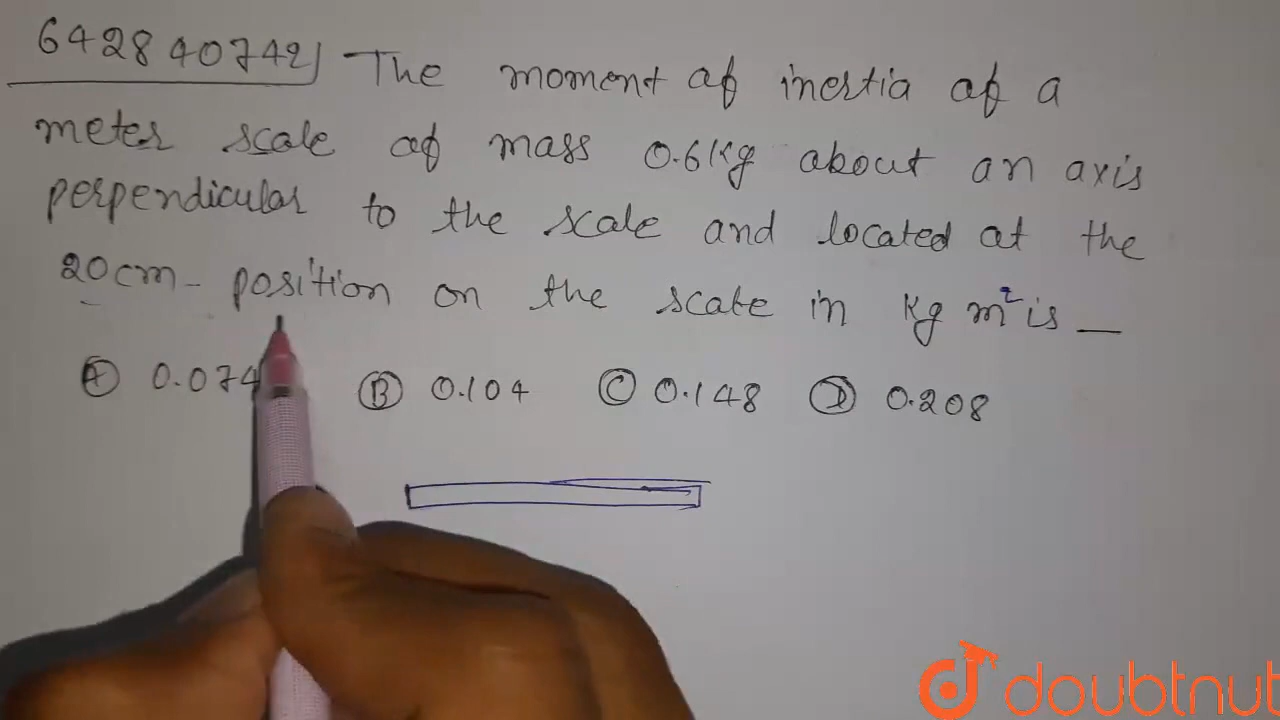 642840742) The moment of inertia of a
meter scale of mass 0.6kg about an axis
perpendicular to the scale and located at the
20cm- position on the scale in Kg m² is _
A 0.074 B 0.104 C 0.148 D 0.208
doubtnut